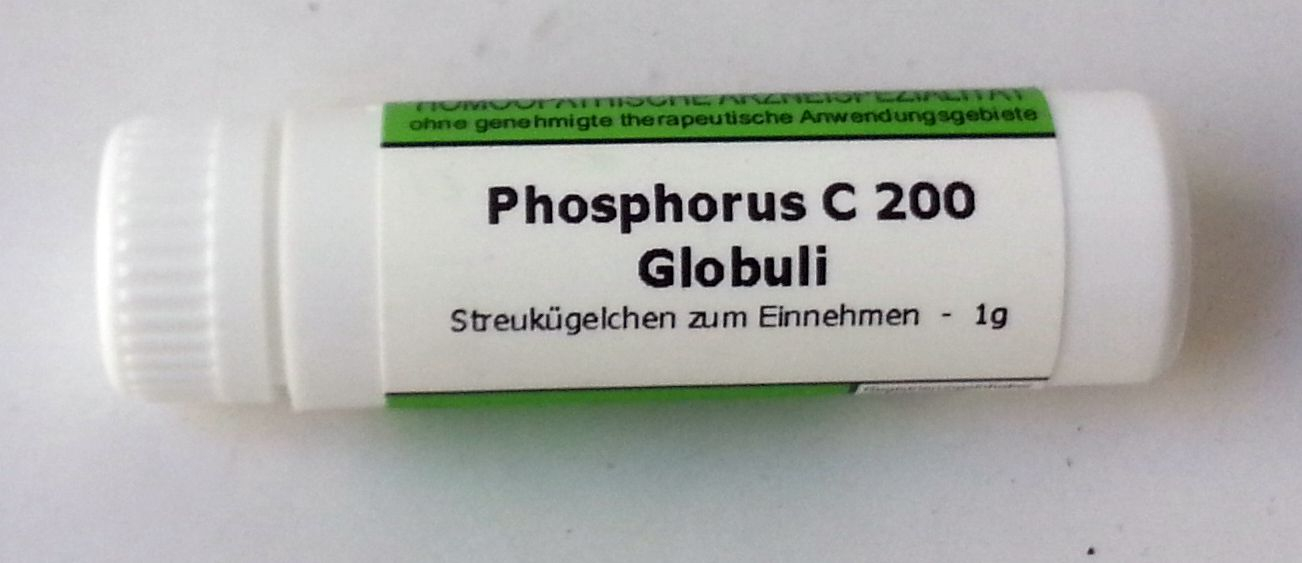 HOMÖOPATHISCHE ARZNEISPEZIALITÄT
ohne genehmigte therapeutische Anwendungsgebiete
Phosphorus C 200
Globuli
Streukügelchen zum Einnehmen - 1g